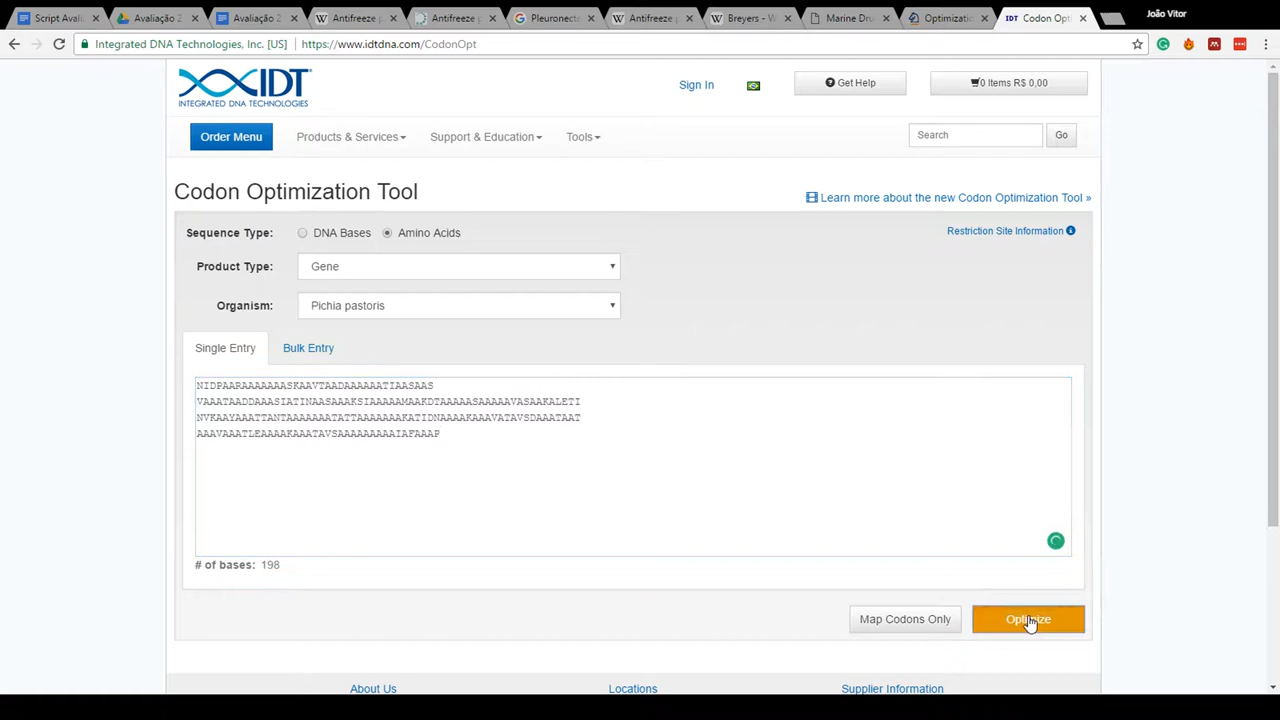 João Vitor
Script Avalu
Avaliação 2
Avaliação 2
Antifreeze p
Antifreeze p
Pleuronecte
Antifreeze p
Breyers - W
Marine Dru
Optimizatio
IDT Codon Opt
Integrated DNA Technologies, Inc. [US]
https://www.idtdna.com/CodonOpt
IDT
INTEGRATED DNA TECHNOLOGIES
Sign In
Get Help
0 Items R$ 0,00
Order Menu
Products & Services
Support & Education
Tools
Search
Go
Codon Optimization Tool
Learn more about the new Codon Optimization Tool »
Sequence Type:
DNA Bases
Amino Acids
Restriction Site Information
Product Type:
Gene
Organism:
Pichia pastoris
Single Entry
Bulk Entry
NIDPAARAAAAAAASKAAVTAADAAAAAATIAASAAS
VAAATAADDAAASIATINAASAAAKSIAAAAAMAAKDTAAAAASAAAAAVASAAKALETI
NVKAAYAAATTANTAAAAAAATATTAAAAAAAKATIDNAAAAKAAAVATAVSDAAATAAT
AAAVAAATLEAAAAKAAATAVSAAAAAAAAAIAFAAAP
# of bases: 198
Map Codons Only
Optimize
About Us
Locations
Supplier Information